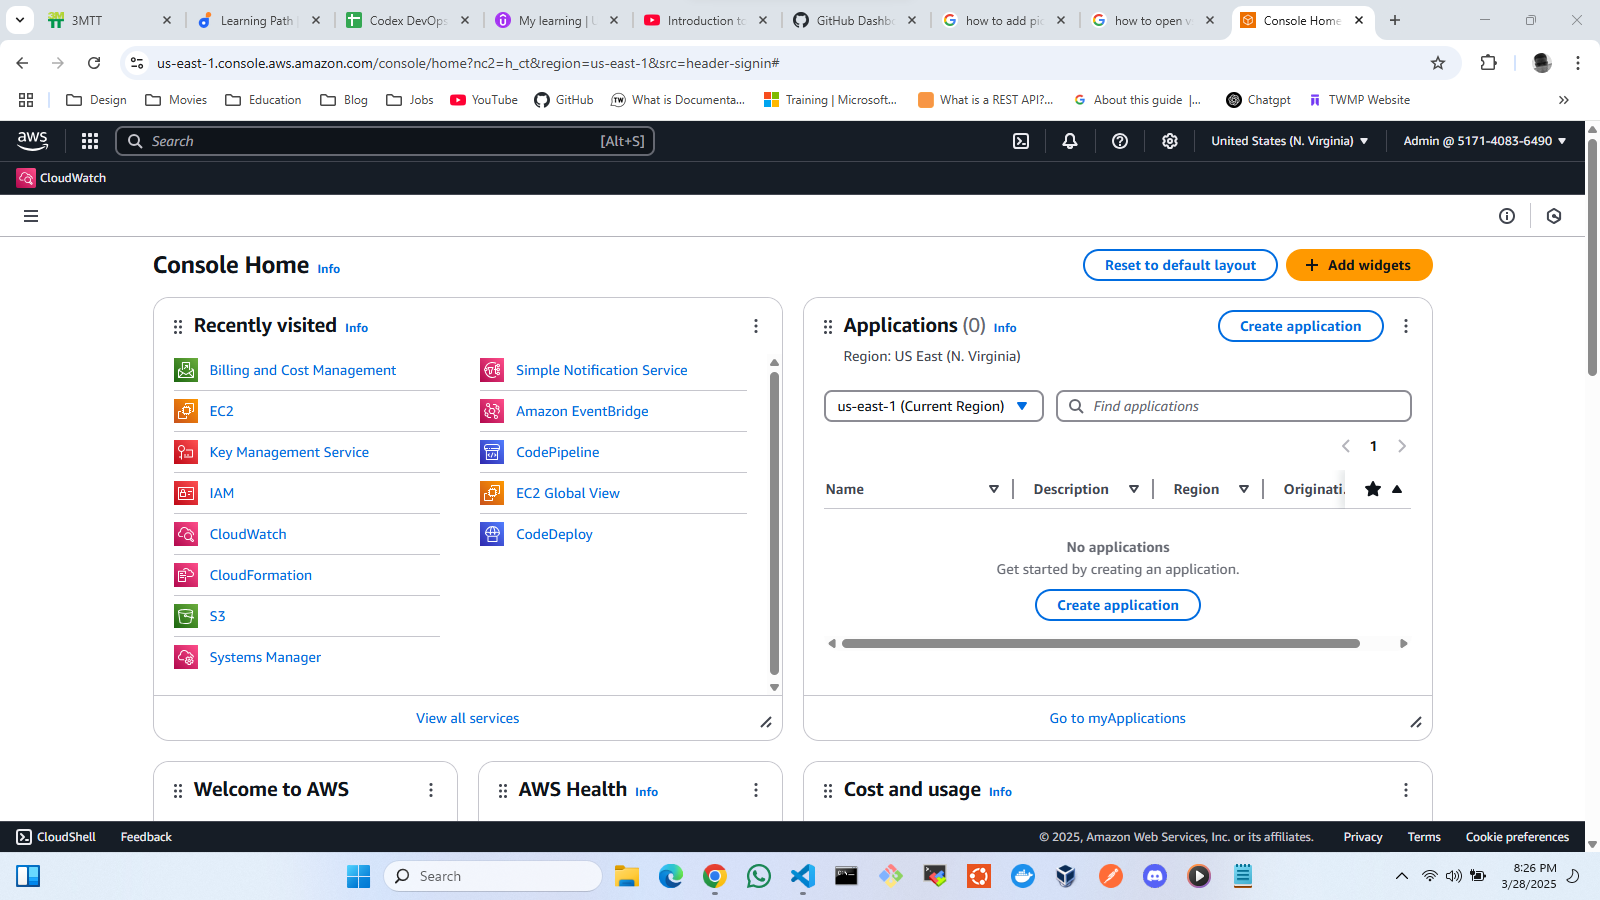 3MTT
Learning Path
Codex DevOps
My learning | U
Introduction to
GitHub Dashbo
how to add pic
how to open v
Console Home
us-east-1.console.aws.amazon.com/console/home?nc2=h_ct&region=us-east-1&src=header-signin#
Design
Movies
Education
Blog
Jobs
YouTube
GitHub
What is Documenta...
Training | Microsoft...
What is a REST API?...
About this guide |...
Chatgpt
TWMP Website
aws
Search
[Alt+S]
United States (N. Virginia)
Admin @ 5171-4083-6490
CloudWatch
Console Home Info
Reset to default layout
Add widgets
Recently visited Info
Billing and Cost Management
EC2
Key Management Service
IAM
CloudWatch
CloudFormation
S3
Systems Manager
Simple Notification Service
Amazon EventBridge
CodePipeline
EC2 Global View
CodeDeploy
View all services
Applications (0) Info
Create application
Region: US East (N. Virginia)
us-east-1 (Current Region)
Find applications
1
Name
Description
Region
Originati
No applications
Get started by creating an application.
Create application
Go to myApplications
Welcome to AWS
AWS Health Info
Cost and usage Info
CloudShell
Feedback
© 2025, Amazon Web Services, Inc. or its affiliates.
Privacy
Terms
Cookie preferences
Search
8:26 PM
3/28/2025